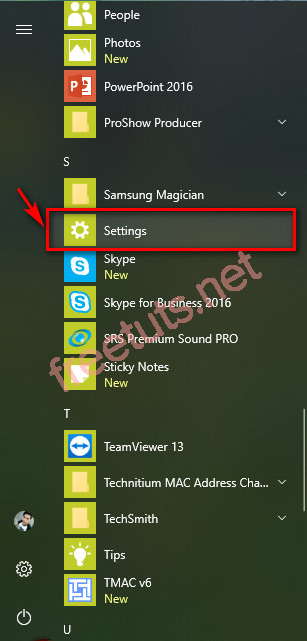 People
Photos
New
PowerPoint 2016
ProShow Producer
S
Samsung Magician
Settings
Skype
New
Skype for Business 2016
SRS Premium Sound PRO
Sticky Notes
New
T
TeamViewer 13
Technitium MAC Address Cha...
TechSmith
Tips
TMAC v6
New
U
freetuts.net